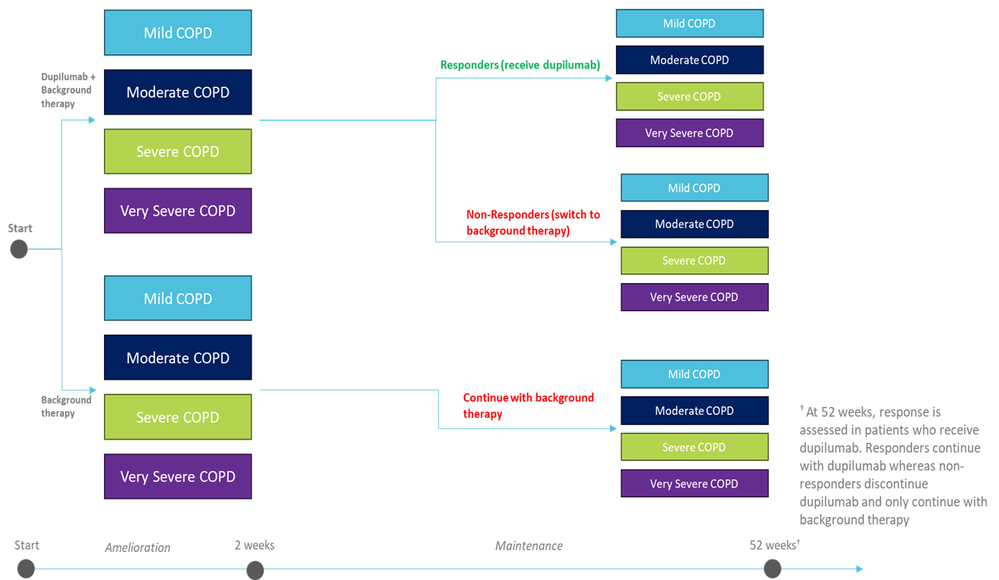 Mild COPD
Dupilumab +
Background
therapy
Moderate COPD
Severe COPD
Very Severe COPD
Start
Mild COPD
Moderate COPD
Background
therapy
Severe COPD
Very Severe COPD
Responders (receive dupilumab)
Mild COPD
Moderate COPD
Severe COPD
Very Severe COPD
Non-Responders (switch to
background therapy)
Mild COPD
Moderate COPD
Severe COPD
Very Severe COPD
Continue with background
therapy
Mild COPD
Moderate COPD
Severe COPD
Very Severe COPD
† At 52 weeks, response is
assessed in patients who receive
dupilumab. Responders continue
with dupilumab whereas non-
responders discontinue
dupilumab and only continue with
background therapy
Start
Amelioration
2 weeks
Maintenance
52 weeks†